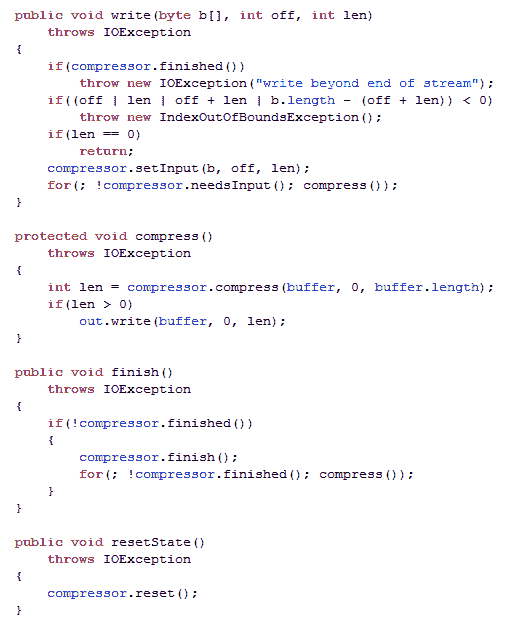 public void write(byte b[], int off, int len)
    throws IOException
{
    if(compressor.finished())
        throw new IOException("write beyond end of stream");
    if((off | len | off + len | b.length - (off + len)) < 0)
        throw new IndexOutOfBoundsException();
    if(len == 0)
        return;
    compressor.setInput(b, off, len);
    for(; !compressor.needsInput(); compress());
}

protected void compress()
    throws IOException
{
    int len = compressor.compress(buffer, 0, buffer.length);
    if(len > 0)
        out.write(buffer, 0, len);
}

public void finish()
    throws IOException
{
    if(!compressor.finished())
    {
        compressor.finish();
        for(; !compressor.finished(); compress());
    }
}

public void resetState()
    throws IOException
{
    compressor.reset();
}